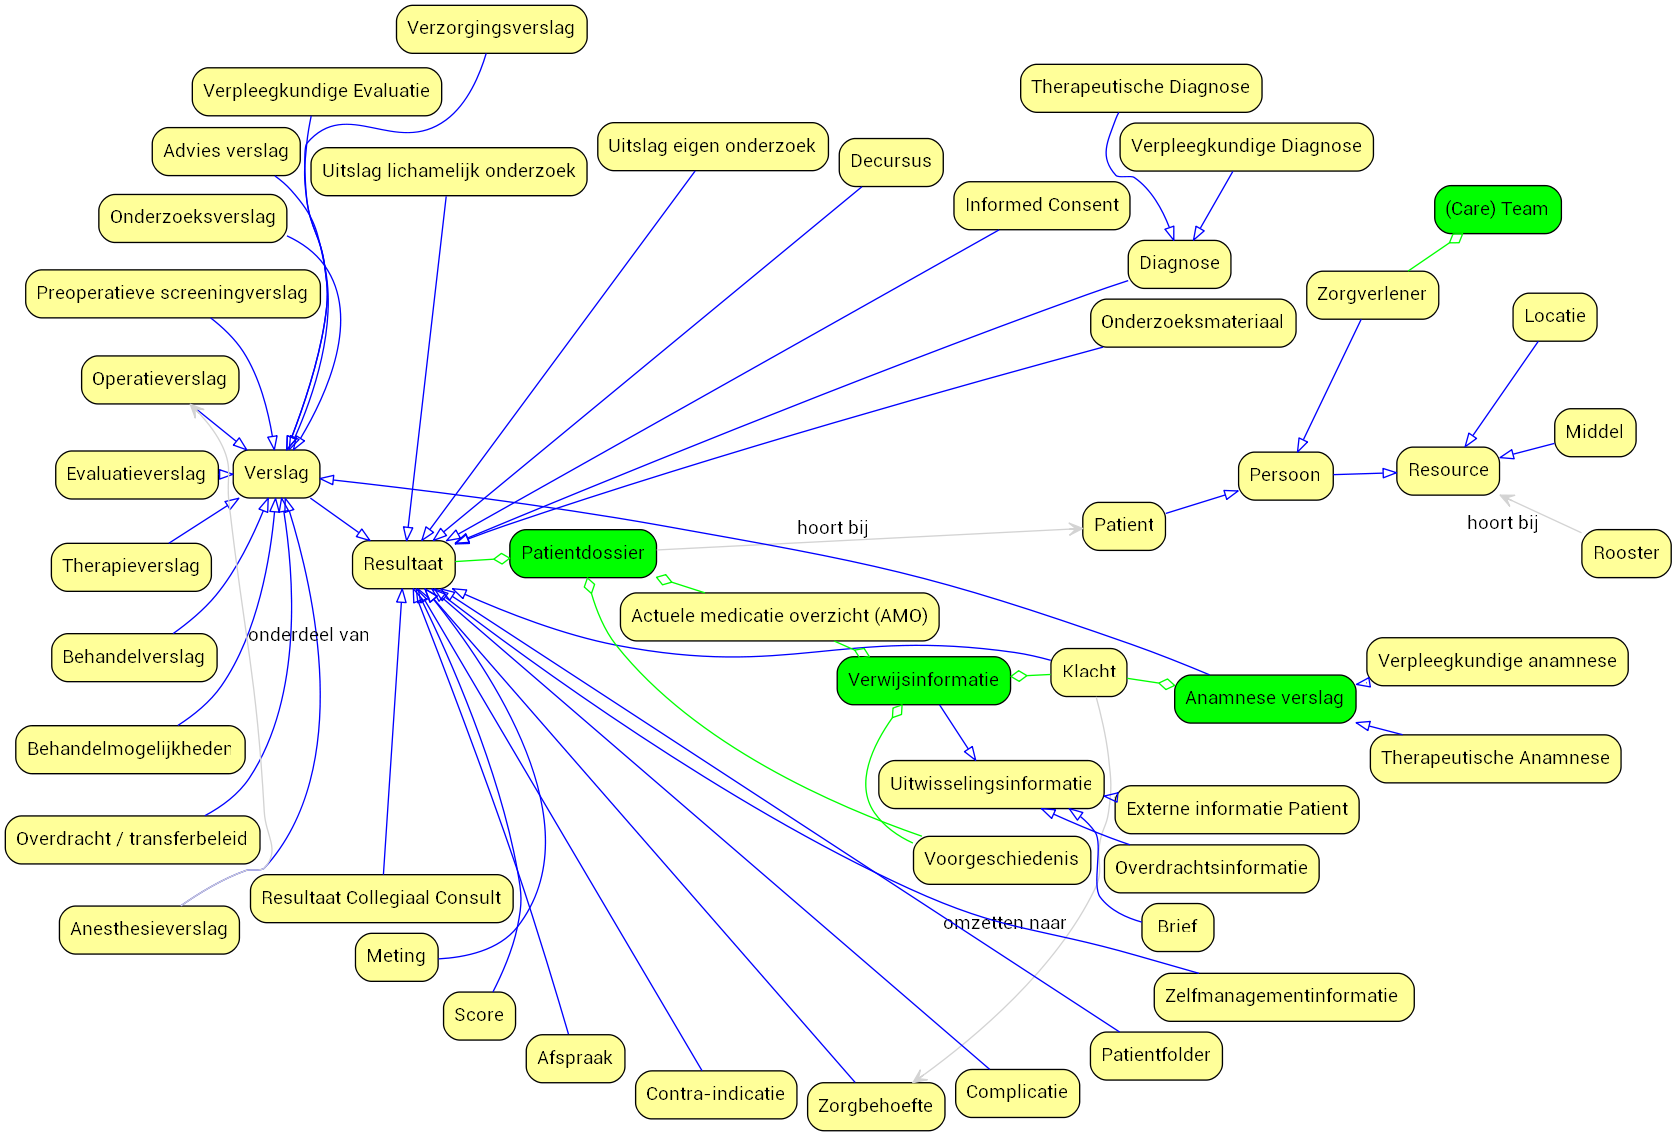 Verzorgingsverslag
Verpleegkundige Evaluatie
Therapeutische Diagnose
Advies verslag
Uitslag lichamelijk onderzoek
Uitslag eigen onderzoek
Decursus
Verpleegkundige Diagnose
Onderzoeksverslag
Informed Consent
(Care) Team
Diagnose
Preoperatieve screeningverslag
Zorgverlener
Onderzoeksmateriaal
Locatie
Operatieverslag
Middel
Evaluatieverslag
Verslag
Persoon
Resource
Patient
hoort bij
hoort bij
Therapieverslag
Resultaat
Patientdossier
Rooster
Actuele medicatie overzicht (AMO)
onderdeel van
Behandelverslag
Verwijsinformatie
Klacht
Verpleegkundige anamnese
Anamnese verslag
Behandelmogelijkheden
Therapeutische Anamnese
Uitwisselingsinformatie
Externe informatie Patient
Overdracht / transferbeleid
Voorgeschiedenis
Overdrachtsinformatie
Resultaat Collegiaal Consult
Anesthesieverslag
omzetten naar
Brief
Meting
Zelfmanagementinformatie
Score
Afspraak
Patientfolder
Contra-indicatie
Zorgbehoefte
Complicatie